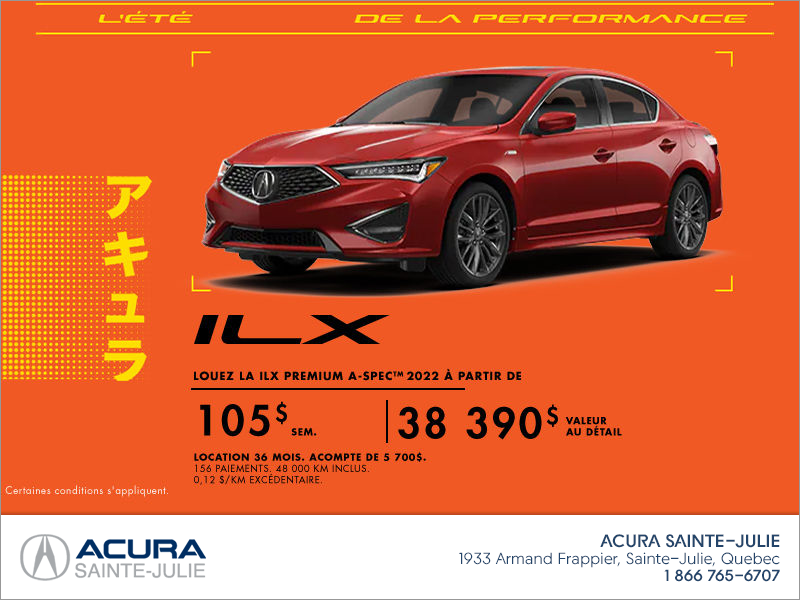 L'ÉTÉ DE LA PERFORMANCE
アキュラ
ILX
LOUEZ LA ILX PREMIUM A-SPEC™ 2022 À PARTIR DE
105$ SEM.
38 390$ VALEUR AU DÉTAIL
LOCATION 36 MOIS. ACOMPTE DE 5 700$.
156 PAIEMENTS. 48 000 KM INCLUS.
0,12 $/KM EXCÉDENTAIRE.
Certaines conditions s'appliquent.
ACURA
SAINTE-JULIE
ACURA SAINTE-JULIE
1933 Armand Frappier, Sainte-Julie, Quebec
1 866 765-6707